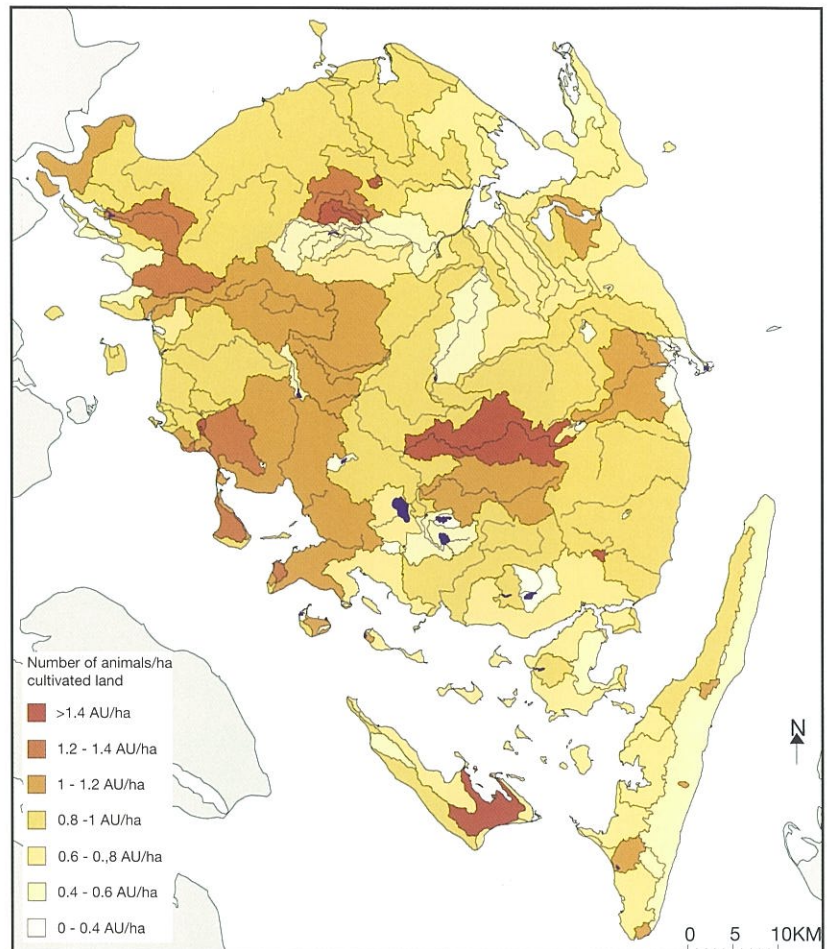 Number of animals/ha
cultivated land
>1.4 AU/ha
1.2 - 1.4 AU/ha
1 - 1.2 AU/ha
0.8 -1 AU/ha
0.6 - 0.,8 AU/ha
0.4 - 0.6 AU/ha
0 - 0.4 AU/ha
N
0 5 10KM